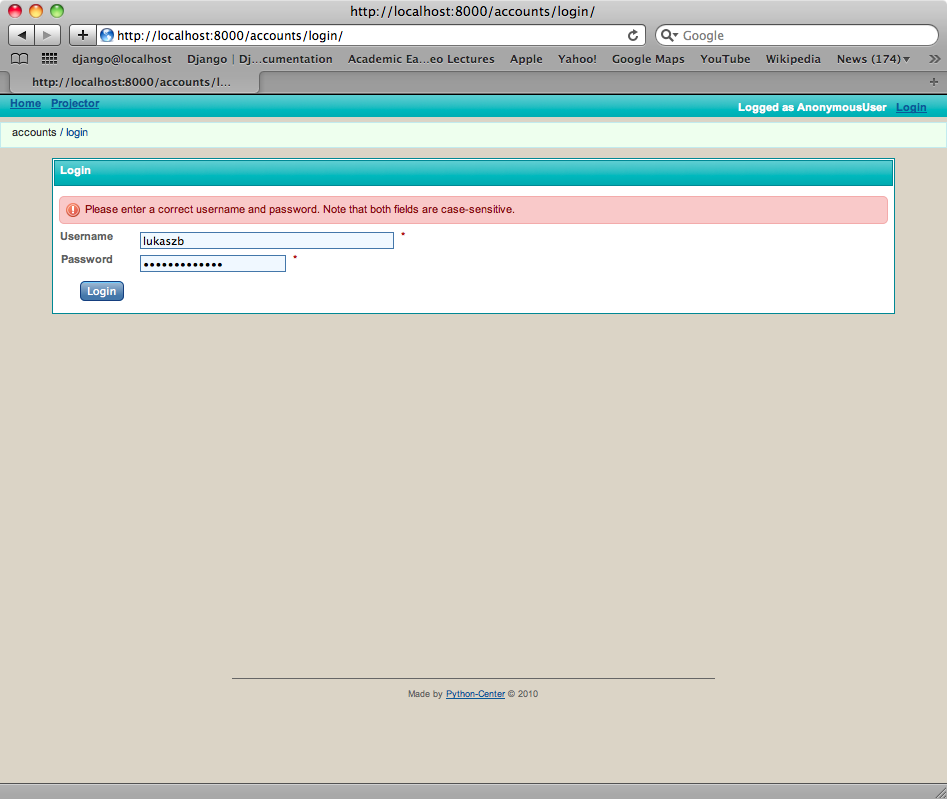 http://localhost:8000/accounts/login/
http://localhost:8000/accounts/login/
Google
django@localhost Django | Dj...cumentation Academic Ea...eo Lectures Apple Yahoo! Google Maps YouTube Wikipedia News (174)
http://localhost:8000/accounts/l...
Home Projector Logged as AnonymousUser Login
accounts / login
Login
Please enter a correct username and password. Note that both fields are case-sensitive.
Username lukaszb *
Password ••••••••••••• *
Login
Made by Python-Center © 2010